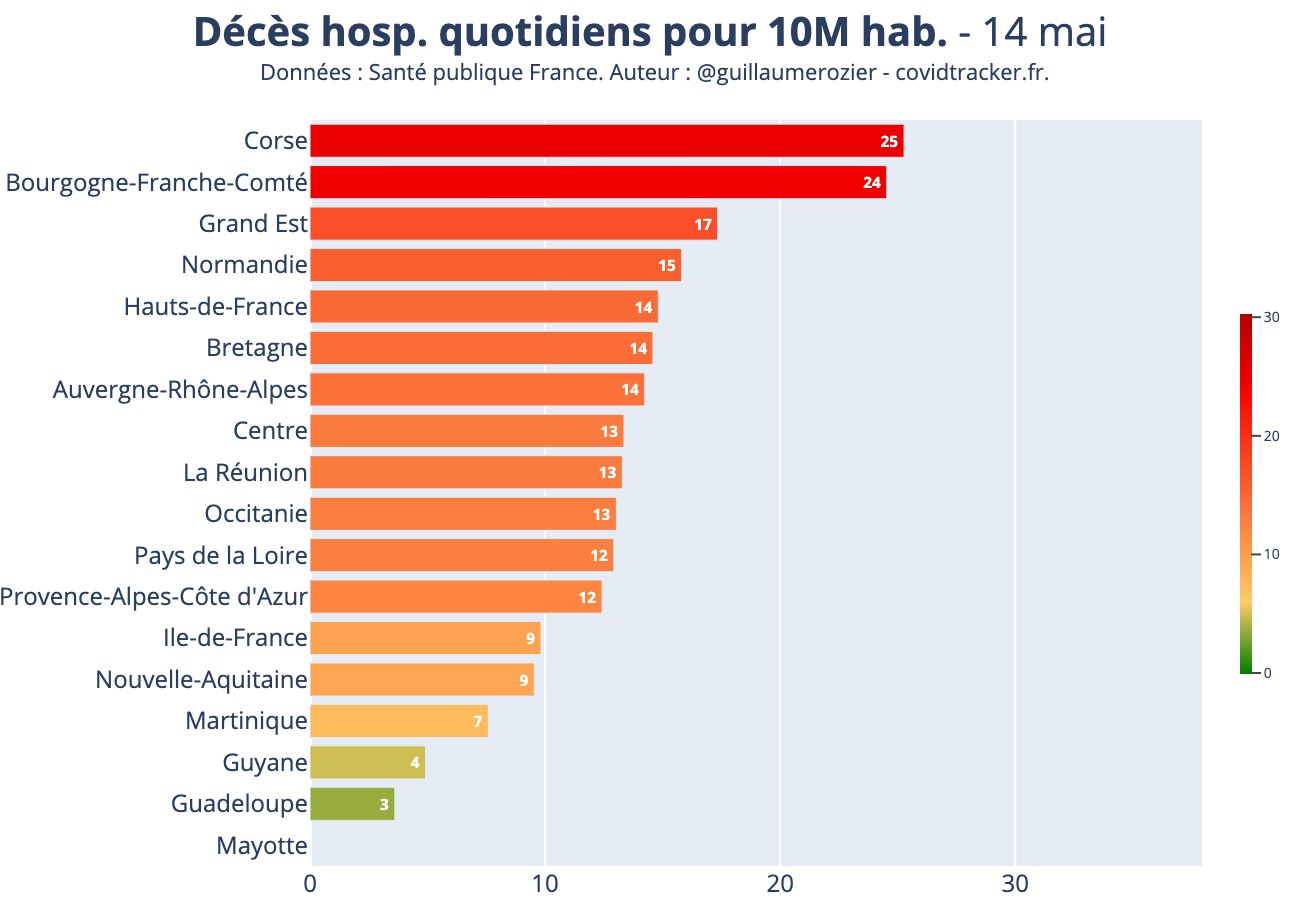 Décès hosp. quotidiens pour 10M hab. - 14 mai
Données : Santé publique France. Auteur : @guillaumerozier - covidtracker.fr.
Corse 25
Bourgogne-Franche-Comté 24
Grand Est 17
Normandie 15
Hauts-de-France 14
Bretagne 14
Auvergne-Rhône-Alpes 14
Centre 13
La Réunion 13
Occitanie 13
Pays de la Loire 12
Provence-Alpes-Côte d'Azur 12
Ile-de-France 9
Nouvelle-Aquitaine 9
Martinique 7
Guyane 4
Guadeloupe 3
Mayotte
0 10 20 30
30
20
10
0